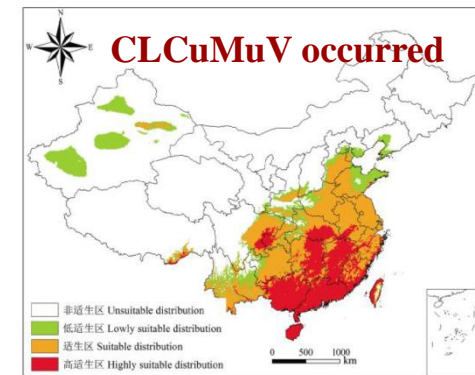 N
W E
S
CLCuMuV occurred
非适生区 Unsuitable distribution
低适生区 Lowly suitable distribution
适生区 Suitable distribution
高适生区 Highly suitable distribution
0 500 1000
km